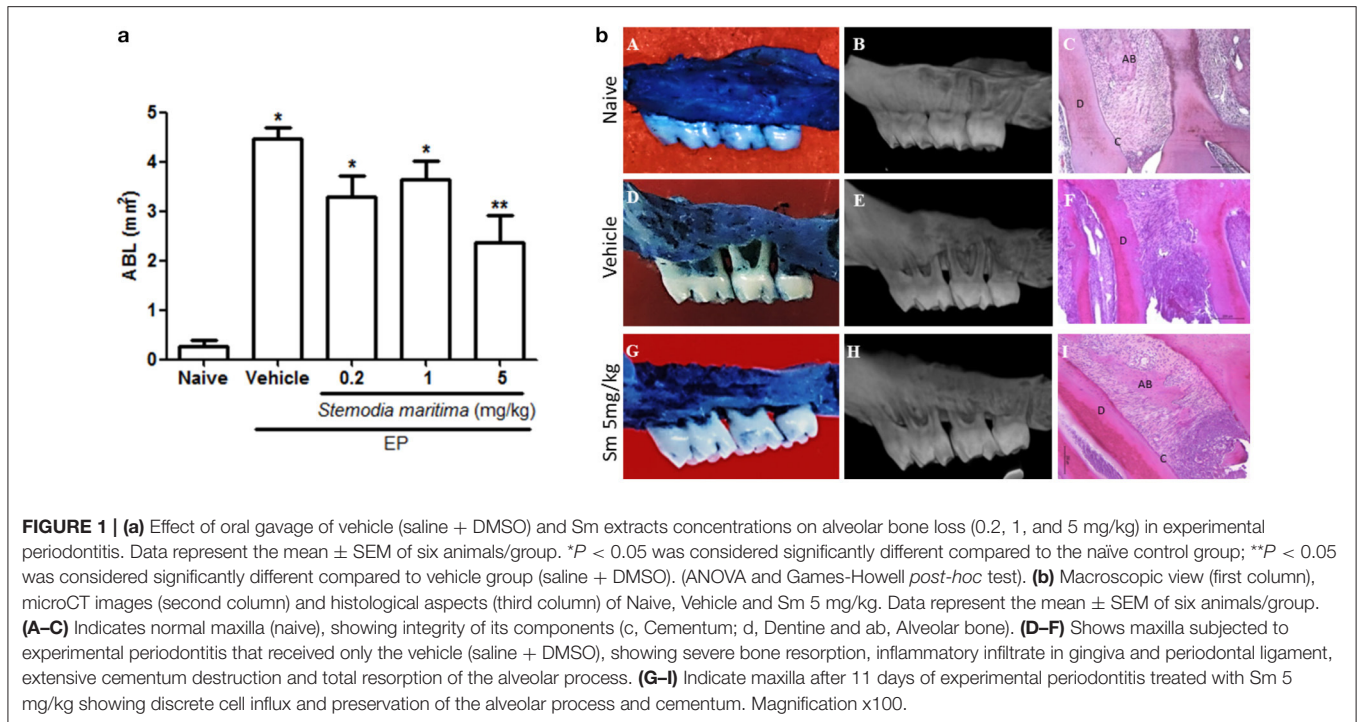 a
ABL (mm²)
5
4
3
2
1
0
*
*
*
**
Naive
Vehicle
0.2
1
5
Stemodia maritima (mg/kg)
EP
b
Naive
A
B
C
AB
D
C
Vehicle
D
E
F
D
Sm 5mg/kg
G
H
I
AB
D
C
FIGURE 1 | (a) Effect of oral gavage of vehicle (saline + DMSO) and Sm extracts concentrations on alveolar bone loss (0.2, 1, and 5 mg/kg) in experimental
periodontitis. Data represent the mean ± SEM of six animals/group. *P < 0.05 was considered significantly different compared to the naïve control group; **P < 0.05
was considered significantly different compared to vehicle group (saline + DMSO). (ANOVA and Games-Howell post-hoc test). (b) Macroscopic view (first column),
microCT images (second column) and histological aspects (third column) of Naive, Vehicle and Sm 5 mg/kg. Data represent the mean ± SEM of six animals/group.
(A–C) Indicates normal maxilla (naive), showing integrity of its components (c, Cementum; d, Dentine and ab, Alveolar bone). (D–F) Shows maxilla subjected to
experimental periodontitis that received only the vehicle (saline + DMSO), showing severe bone resorption, inflammatory infiltrate in gingiva and periodontal ligament,
extensive cementum destruction and total resorption of the alveolar process. (G–I) Indicate maxilla after 11 days of experimental periodontitis treated with Sm 5
mg/kg showing discrete cell influx and preservation of the alveolar process and cementum. Magnification x100.